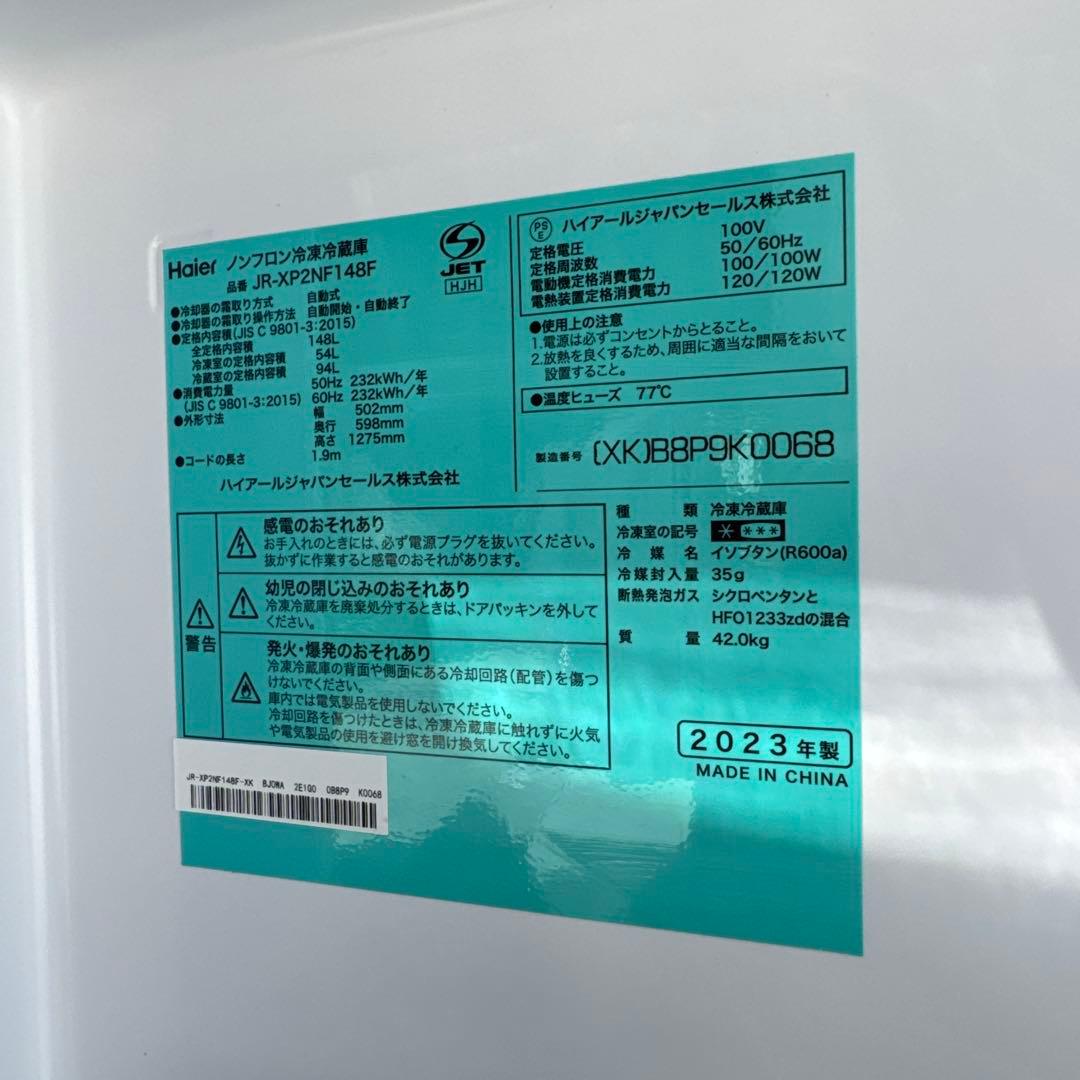 Haier ノンフロン冷凍冷蔵庫
品番 JR-XP2NF148F
JET
HJH
●冷却器の霜取り方式 自動式
●冷却器の霜取り操作方法 自動開始・自動終了
●定格内容積(JIS C 9801-3:2015)
全定格内容積 148L
冷凍室の定格内容積 54L
冷蔵室の定格内容積 94L
●消費電力量 50Hz 232kWh/年
(JIS C 9801-3:2015) 60Hz 232kWh/年
●外形寸法 幅 502mm
奥行 598mm
高さ 1275mm
●コードの長さ 1.9m
ハイアールジャパンセールス株式会社
PSE ハイアールジャパンセールス株式会社
定格電圧 100V
定格周波数 50/60Hz
電動機定格消費電力 100/100W
電熱装置定格消費電力 120/120W
●使用上の注意
1.電源は必ずコンセントからとること。
2.放熱を良くするため、周囲に適当な間隔をおいて
設置すること。
●温度ヒューズ 77℃
製造番号 (XK)B8P9K0068
警告
感電のおそれあり
お手入れのときには、必ず電源プラグを抜いてください。
抜かずに作業すると感電のおそれがあります。
幼児の閉じ込みのおそれあり
冷凍冷蔵庫を廃棄処分するときは、ドアパッキンを外して
ください。
発火・爆発のおそれあり
冷凍冷蔵庫の背面や側面にある冷却回路(配管)を傷つ
けないでください。
庫内では電気製品を使用しないでください。
冷却回路を傷つけたときは、冷凍冷蔵庫に触れずに火気
や電気製品の使用を避け窓を開け換気してください。
種類 冷凍冷蔵庫
冷凍室の記号 * ***
冷媒名 イソブタン(R600a)
冷媒封入量 35g
断熱発泡ガス シクロペンタンと
HFO1233zdの混合
質量 42.0kg
2023年製
MADE IN CHINA
JR-XP2NF148F-XK BJ0WA 2E1G0 0B8P9 K0068